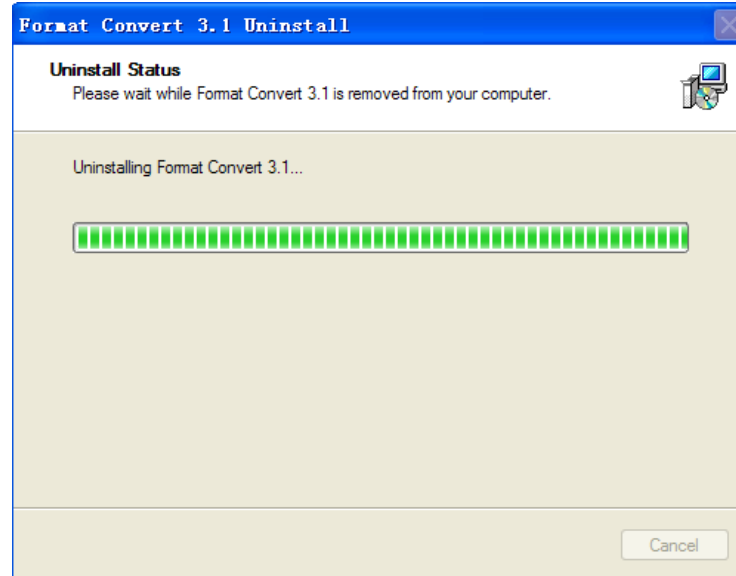 Format Convert 3.1 Uninstall
Uninstall Status
Please wait while Format Convert 3.1 is removed from your computer.
Uninstalling Format Convert 3.1...
Cancel